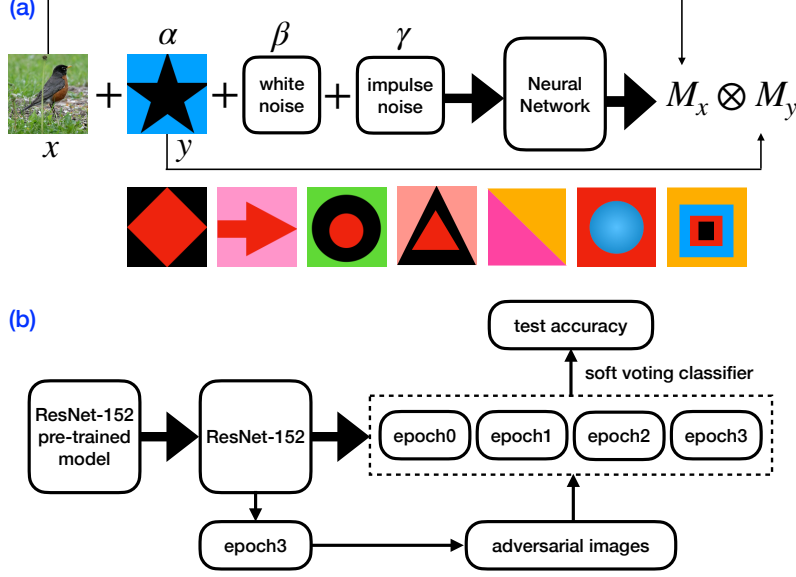 (a)
α β γ
+ + white noise + impulse noise Neural Network M_x ⊗ M_y
x y
(b)
test accuracy
soft voting classifier
ResNet-152 pre-trained model
ResNet-152
epoch0 epoch1 epoch2 epoch3
epoch3
adversarial images